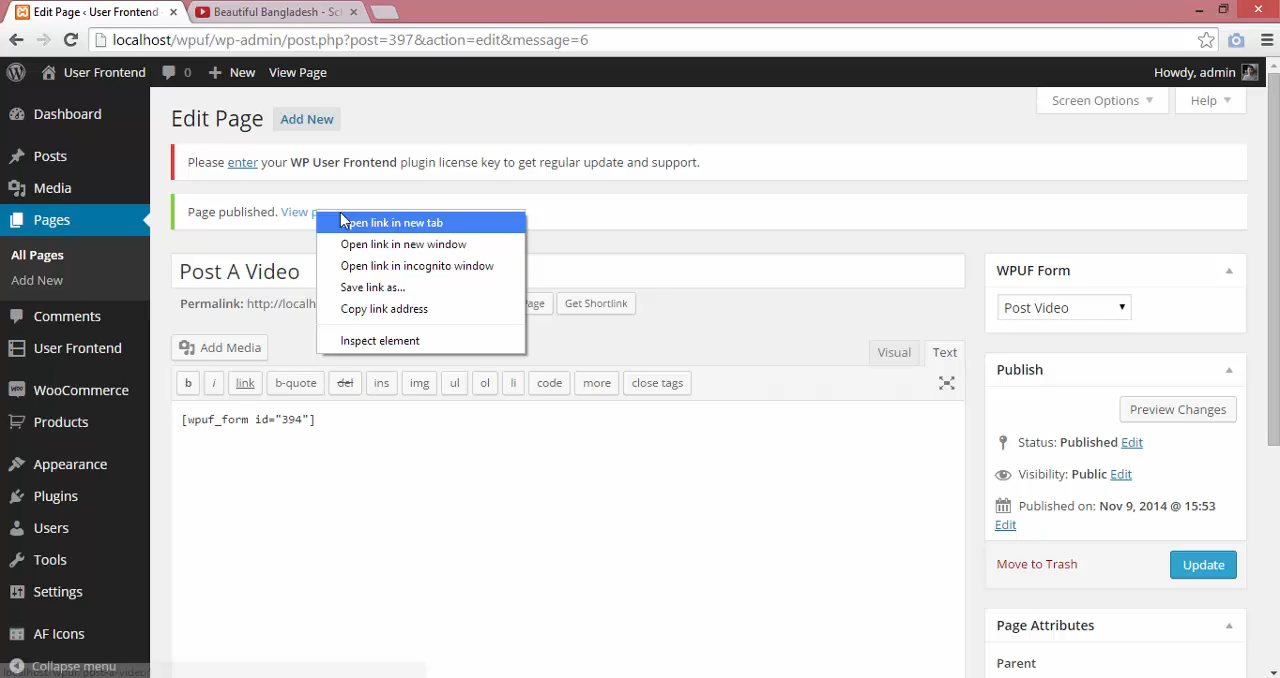 Edit Page ‹ User Frontend
Beautiful Bangladesh - Scl
localhost/wpuf/wp-admin/post.php?post=397&action=edit&message=6
User Frontend 0 New View Page Howdy, admin
Screen Options Help
Edit Page Add New
Please enter your WP User Frontend plugin license key to get regular update and support.
Page published. View
Open link in new tab
Open link in new window
Open link in incognito window
Save link as...
Copy link address
Inspect element
Dashboard
Posts
Media
Pages
All Pages
Add New
Comments
User Frontend
WooCommerce
Products
Appearance
Plugins
Users
Tools
Settings
AF Icons
Collapse menu
Post A Video
Permalink: http://localh
Get Shortlink
Add Media
Visual Text
b i link b-quote del ins img ul ol li code more close tags
[wpuf_form id="394"]
WPUF Form
Post Video
Publish
Preview Changes
Status: Published Edit
Visibility: Public Edit
Published on: Nov 9, 2014 @ 15:53
Edit
Move to Trash Update
Page Attributes
Parent